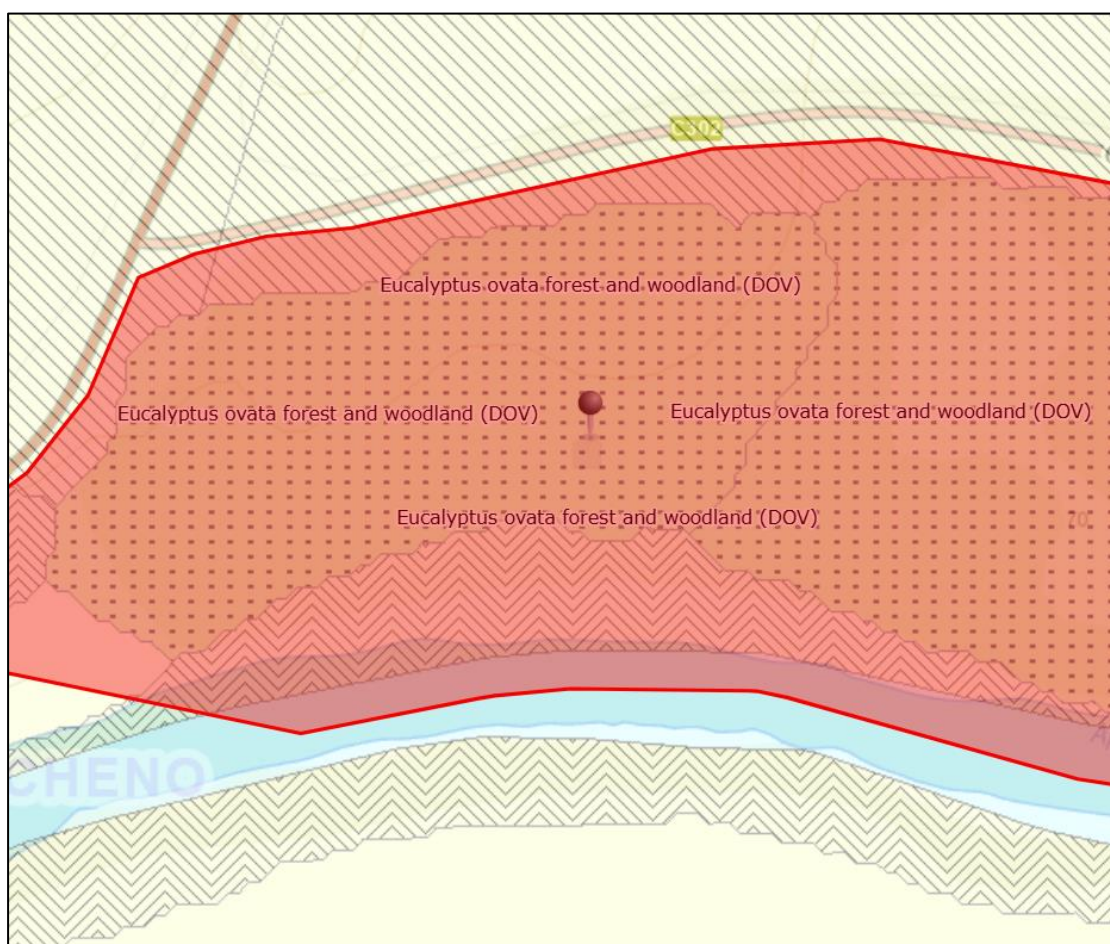 C302
Eucalyptus ovata forest and woodland (DOV)
Eucalyptus ovata forest and woodland (DOV)
Eucalyptus ovata forest and woodland (DOV)
Eucalyptus ovata forest and woodland (DOV)
70
CHENO